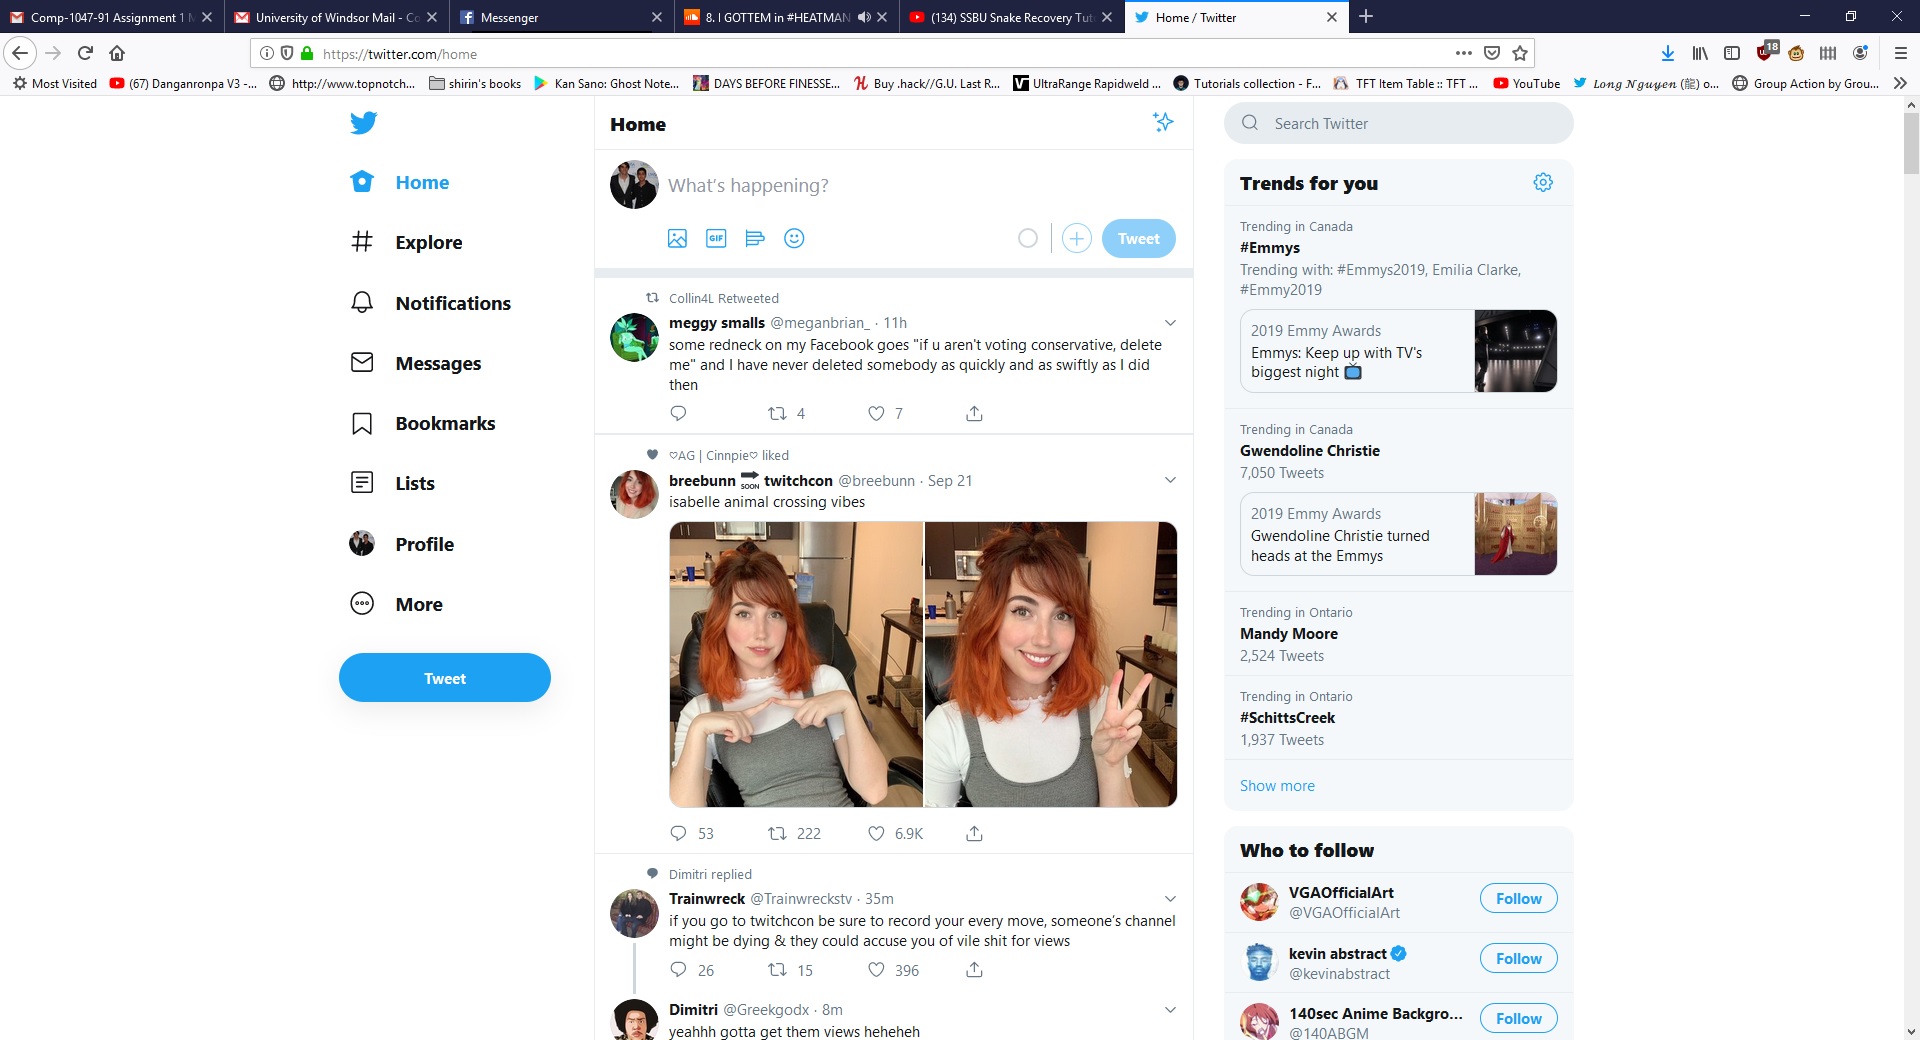 Comp-1047-91 Assignment 1
University of Windsor Mail - Co
Messenger
8. I GOTTEM in #HEATMAN
(134) SSBU Snake Recovery Tut
Home / Twitter
https://twitter.com/home
18
Most Visited
(67) Danganronpa V3 -...
http://www.topnotch...
shirin's books
Kan Sano: Ghost Note...
DAYS BEFORE FINESSE...
Buy .hack//G.U. Last R...
UltraRange Rapidweld ...
Tutorials collection - F...
TFT Item Table :: TFT ...
YouTube
𝓛𝓸𝓷𝓰 𝓝𝓰𝓾𝔂𝓮𝓷 (龍) o...
Group Action by Grou...
Home
Explore
Notifications
Messages
Bookmarks
Lists
Profile
More
Tweet
Home
What's happening?
GIF
Tweet
Collin4L Retweeted
meggy smalls @meganbrian_ · 11h
some redneck on my Facebook goes "if u aren't voting conservative, delete
me" and I have never deleted somebody as quickly and as swiftly as I did
then
4 7
♡AG | Cinnpie♡ liked
breebunn 🔜 twitchcon @breebunn · Sep 21
isabelle animal crossing vibes
53 222 6.9K
Dimitri replied
Trainwreck @Trainwreckstv · 35m
if you go to twitchcon be sure to record your every move, someone's channel
might be dying & they could accuse you of vile shit for views
26 15 396
Dimitri @Greekgodx · 8m
yeahhh gotta get them views heheheh
Search Twitter
Trends for you
Trending in Canada
#Emmys
Trending with: #Emmys2019, Emilia Clarke,
#Emmy2019
2019 Emmy Awards
Emmys: Keep up with TV's
biggest night 📺
Trending in Canada
Gwendoline Christie
7,050 Tweets
2019 Emmy Awards
Gwendoline Christie turned
heads at the Emmys
Trending in Ontario
Mandy Moore
2,524 Tweets
Trending in Ontario
#SchittsCreek
1,937 Tweets
Show more
Who to follow
VGAOfficialArt
@VGAOfficialArt
Follow
kevin abstract
@kevinabstract
Follow
140sec Anime Backgro...
@140ABGM
Follow